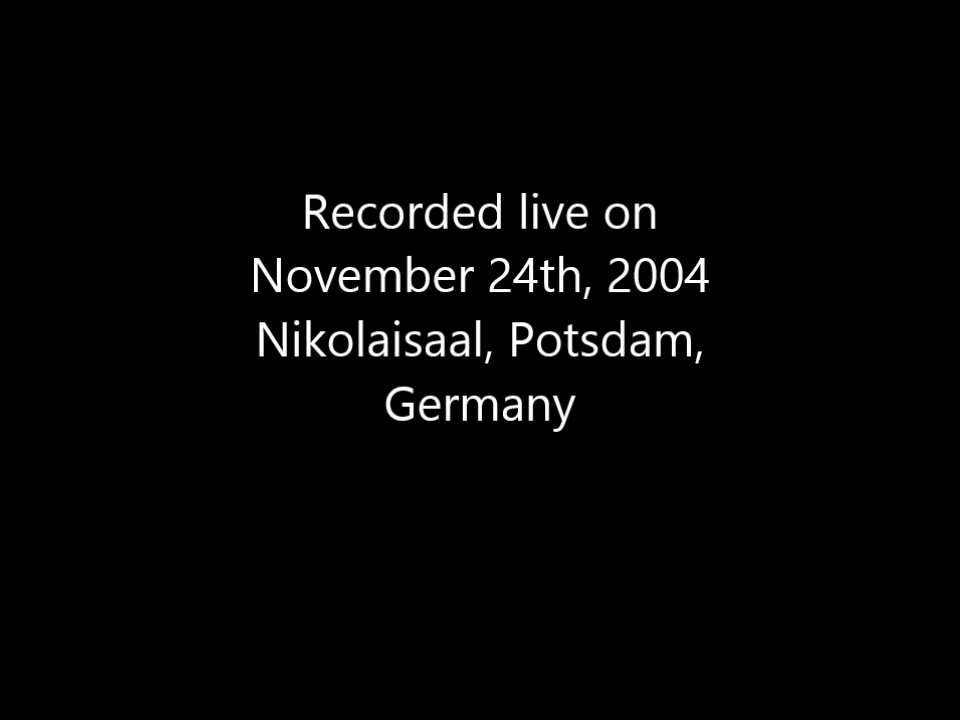 Recorded live on
November 24th, 2004
Nikolaisaal, Potsdam,
Germany